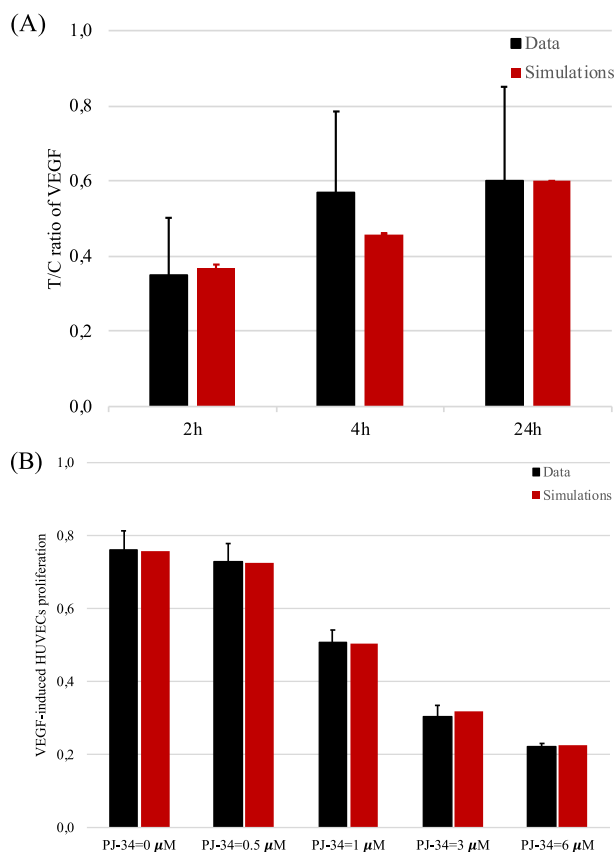 (A)
1,0
Data
Simulations
0,8
0,6
0,4
0,2
0,0
T/C ratio of VEGF
2h 4h 24h
(B)
1,0
Data
Simulations
0,8
0,6
0,4
0,2
0,0
VEGF-induced HUVECs proliferation
PJ-34=0 μM PJ-34=0.5 μM PJ-34=1 μM PJ-34=3 μM PJ-34=6 μM